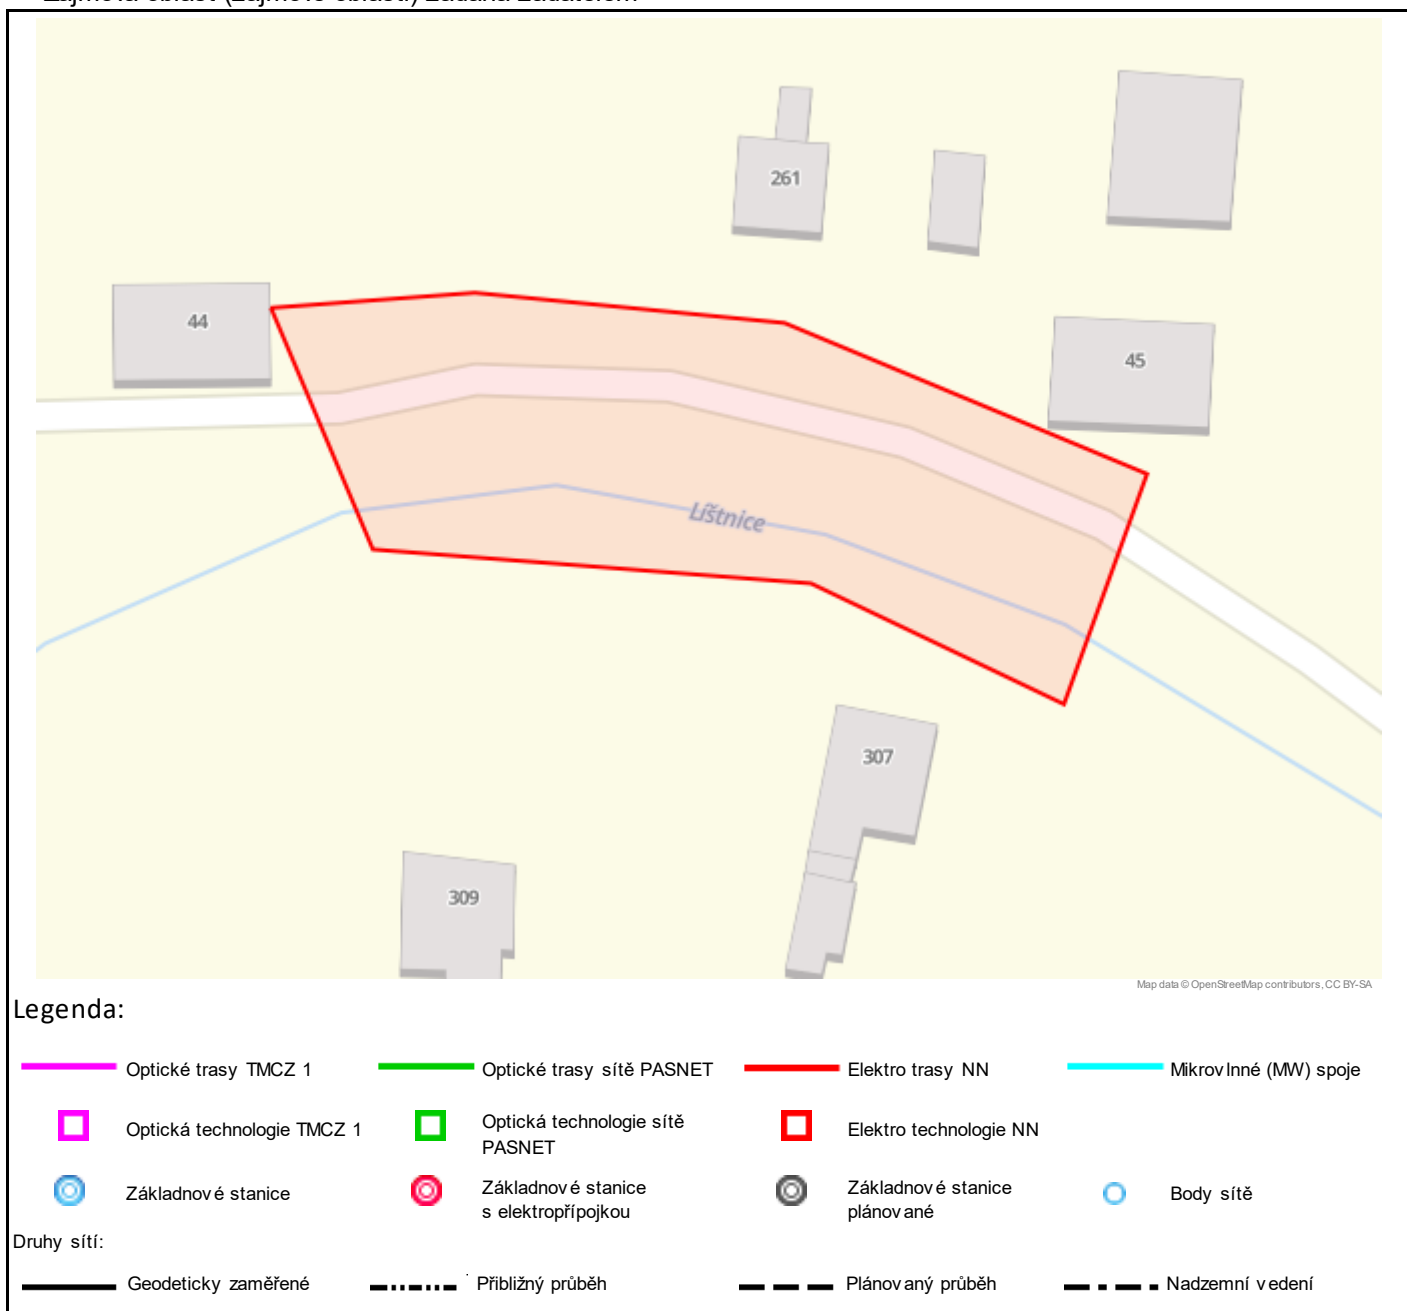 261
44
45
Líštnice
307
309
Map data © OpenStreetMap contributors, CC BY-SA
Legenda:
Optické trasy TMCZ 1
Optické trasy sítě PASNET
Elektro trasy NN
Mikrovlnné (MW) spoje
Optická technologie TMCZ 1
Optická technologie sítě
PASNET
Elektro technologie NN
Základnové stanice
Základnové stanice
s elektropřípojkou
Základnové stanice
plánované
Body sítě
Druhy sítí:
Geodeticky zaměřené
Přibližný průběh
Plánovaný průběh
Nadzemní vedení